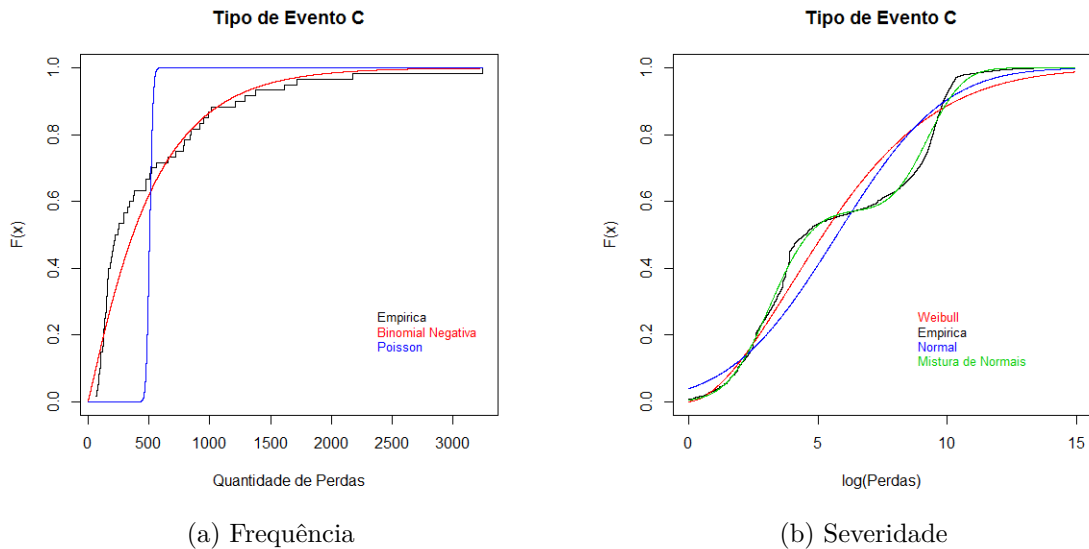 Tipo de Evento C
F(x)
1.0
0.8
0.6
0.4
0.2
0.0
Empirica
Binomial Negativa
Poisson
0 500 1000 1500 2000 2500 3000
Quantidade de Perdas
(a) Frequência
Tipo de Evento C
F(x)
1.0
0.8
0.6
0.4
0.2
0.0
Weibull
Empirica
Normal
Mistura de Normais
0 5 10 15
log(Perdas)
(b) Severidade